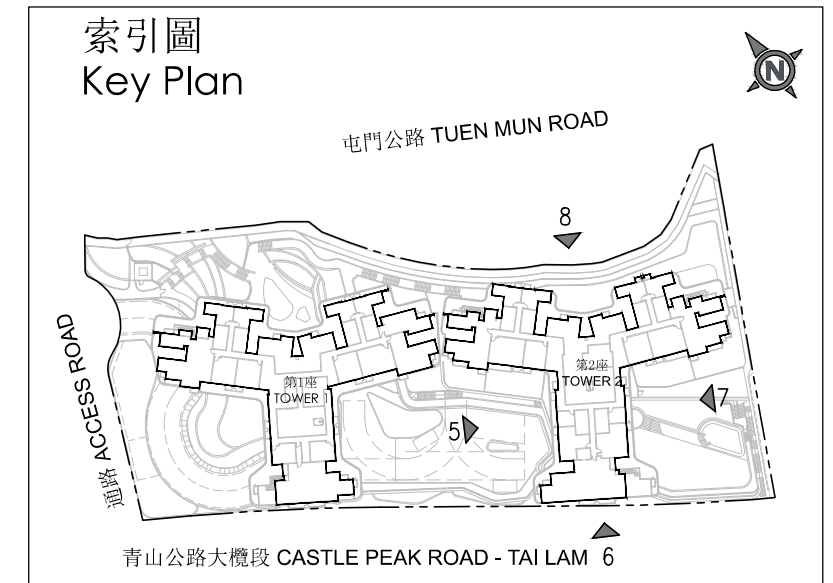 索引圖
Key Plan
N
屯門公路 TUEN MUN ROAD
8
通路 ACCESS ROAD
第1座
TOWER 1
第2座
TOWER 2
7
5
青山公路大欖段 CASTLE PEAK ROAD - TAI LAM 6